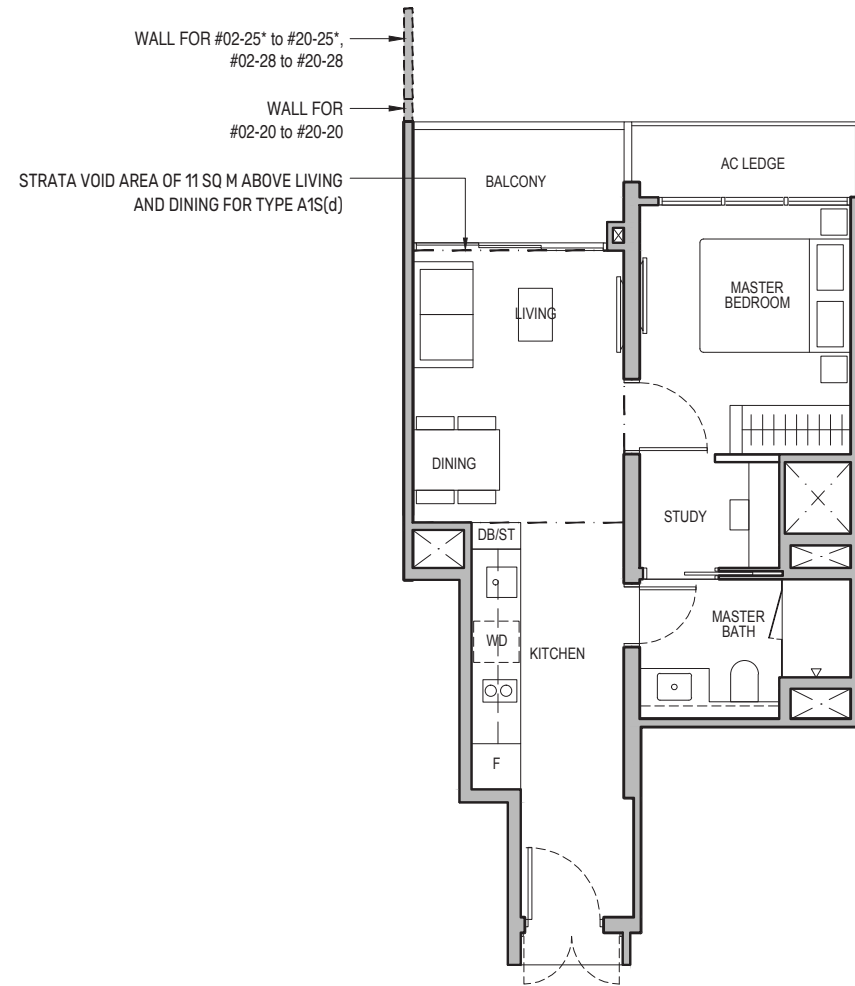 WALL FOR #02-25* to #20-25*,
#02-28 to #20-28
WALL FOR
#02-20 to #20-20
STRATA VOID AREA OF 11 SQ M ABOVE LIVING
AND DINING FOR TYPE A1S(d)
BALCONY
AC LEDGE
MASTER
BEDROOM
LIVING
DINING
STUDY
DB/ST
MASTER
BATH
WD
KITCHEN
F